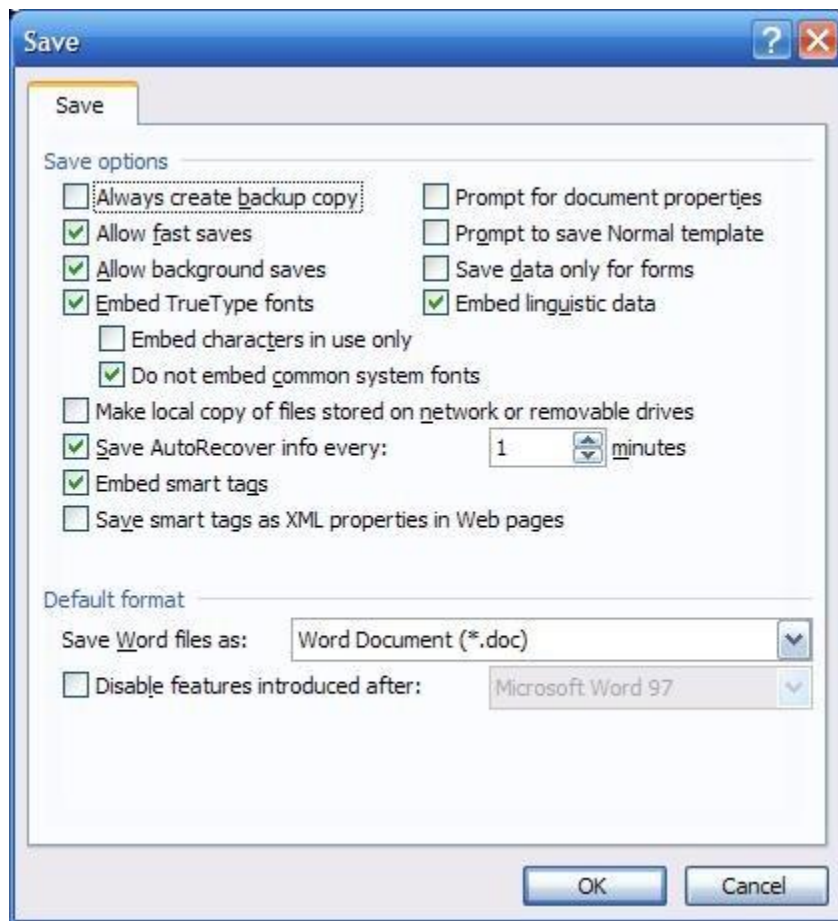 Save
Save
Save options
Always create backup copy
Prompt for document properties
Allow fast saves
Prompt to save Normal template
Allow background saves
Save data only for forms
Embed TrueType fonts
Embed linguistic data
Embed characters in use only
Do not embed common system fonts
Make local copy of files stored on network or removable drives
Save AutoRecover info every: 1 minutes
Embed smart tags
Save smart tags as XML properties in Web pages
Default format
Save Word files as: Word Document (*.doc)
Disable features introduced after: Microsoft Word 97
OK Cancel